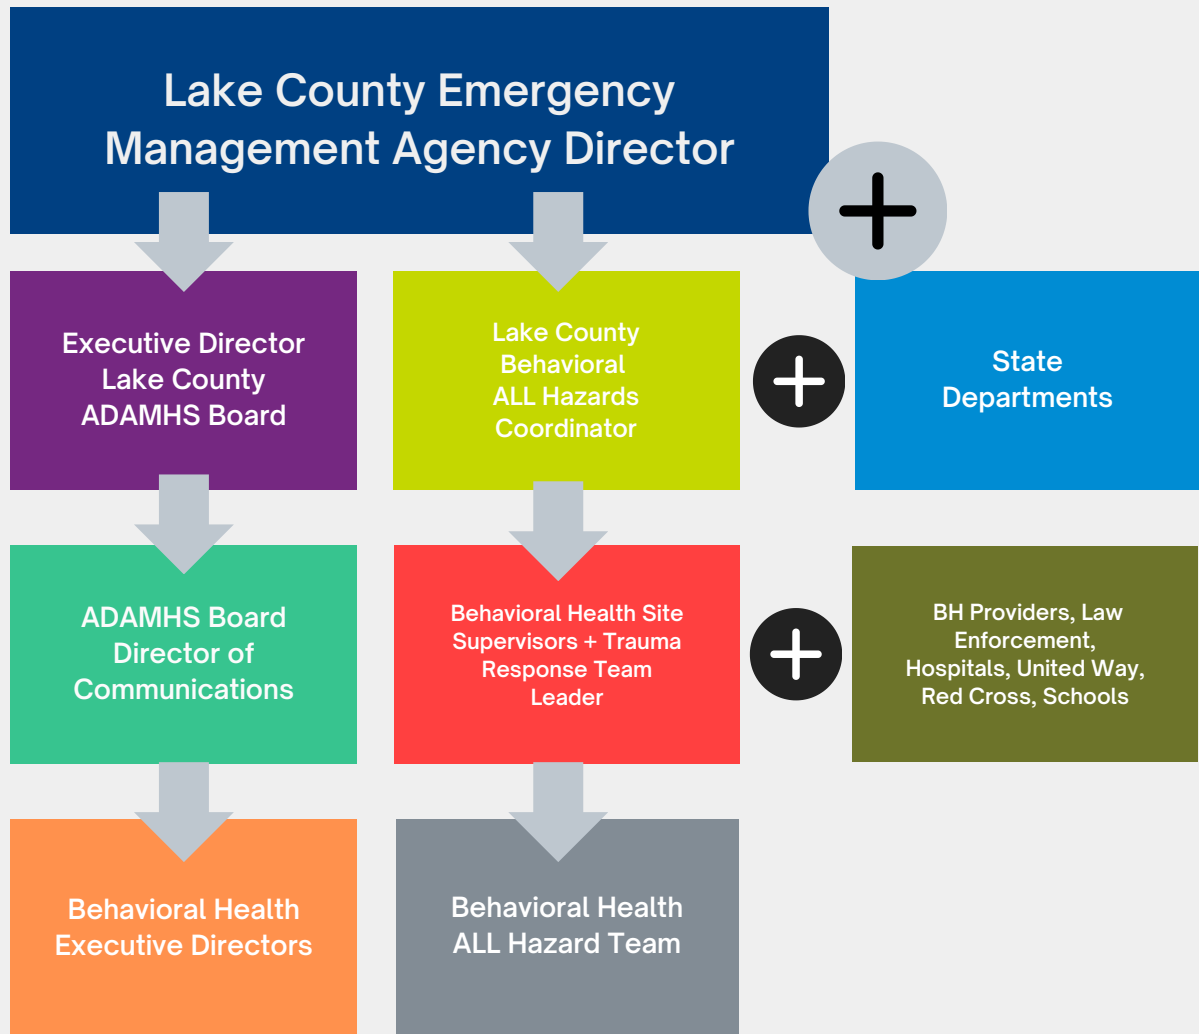 Lake County Emergency
Management Agency Director
Executive Director
Lake County
ADAMHS Board
Lake County
Behavioral
ALL Hazards
Coordinator
State
Departments
ADAMHS Board
Director of
Communications
Behavioral Health Site
Supervisors + Trauma
Response Team
Leader
BH Providers, Law
Enforcement,
Hospitals, United Way,
Red Cross, Schools
Behavioral Health
Executive Directors
Behavioral Health
ALL Hazard Team